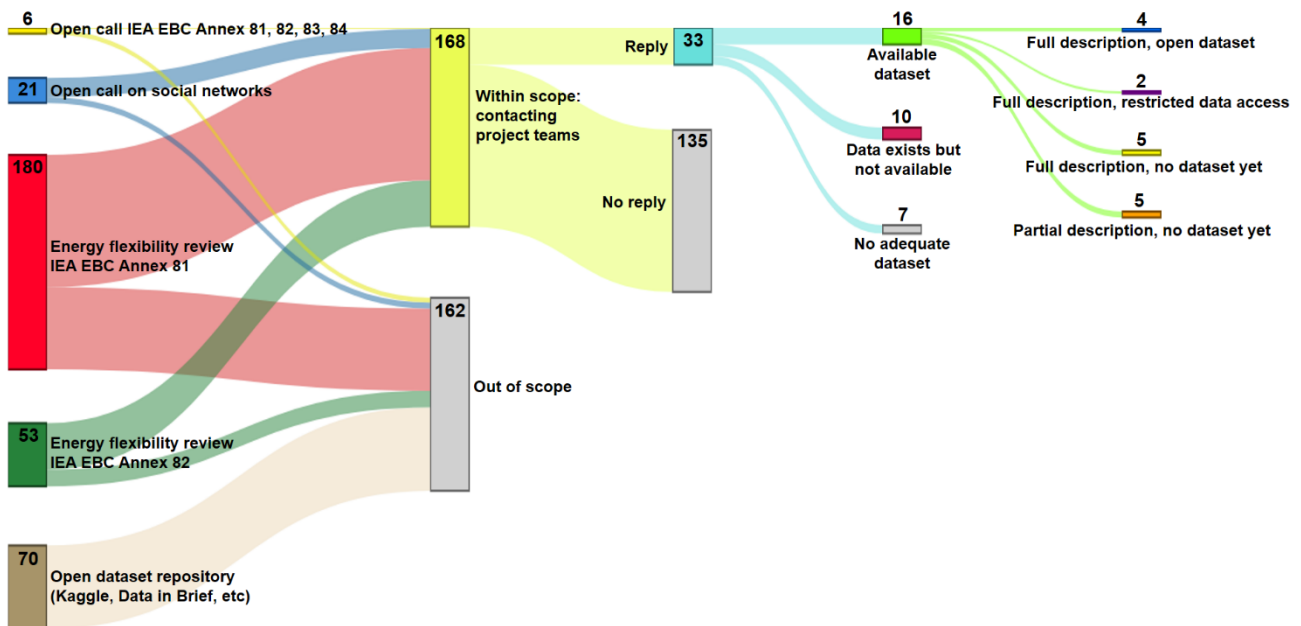 6
Open call IEA EBC Annex 81, 82, 83, 84
21
Open call on social networks
180
Energy flexibility review
IEA EBC Annex 81
53
Energy flexibility review
IEA EBC Annex 82
70
Open dataset repository
(Kaggle, Data in Brief, etc)
168
Within scope:
contacting
project teams
162
Out of scope
Reply
33
No reply
135
16
Available
dataset
10
Data exists but
not available
7
No adequate
dataset
4
Full description, open dataset
2
Full description, restricted data access
5
Full description, no dataset yet
5
Partial description, no dataset yet